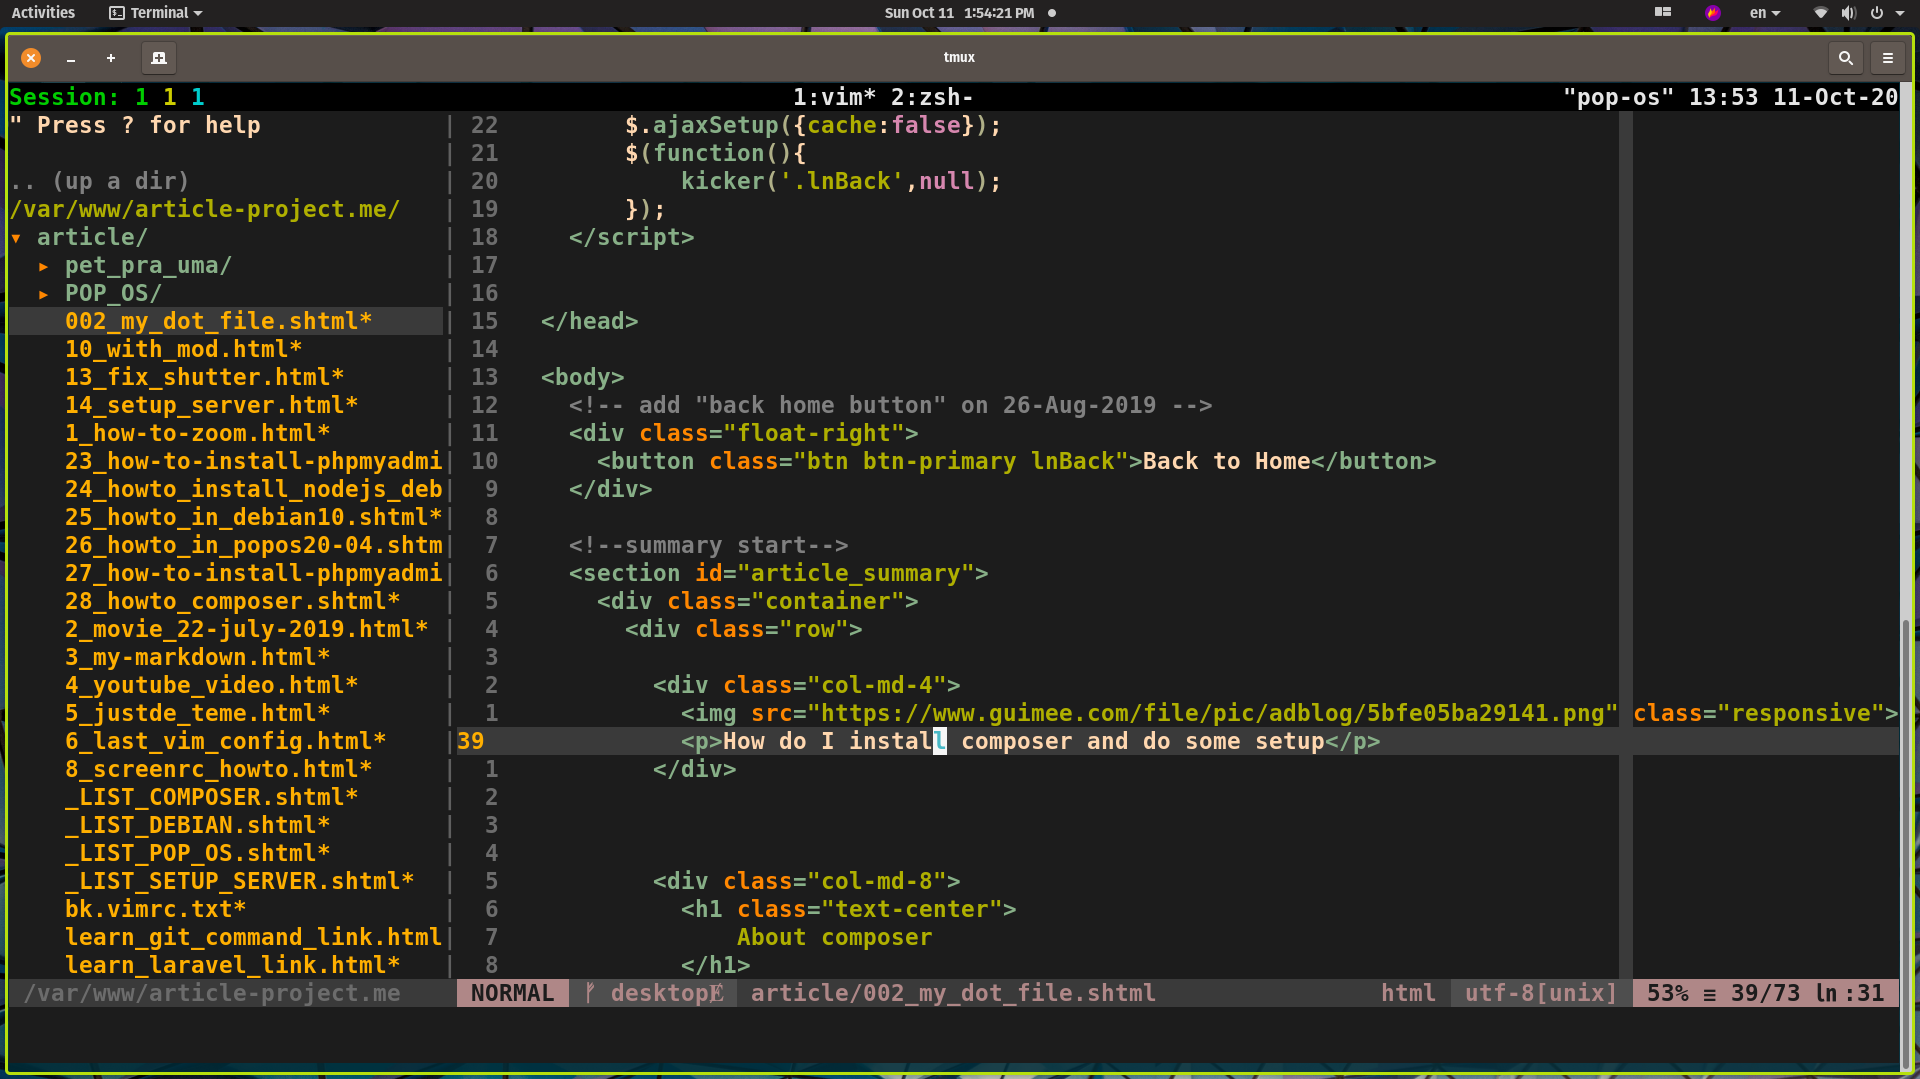 Activities Terminal Sun Oct 11 1:54:21 PM en
tmux
Session: 1 1 1 1:vim* 2:zsh- "pop-os" 13:53 11-Oct-20
" Press ? for help
.. (up a dir)
/var/www/article-project.me/
▾ article/
▸ pet_pra_uma/
▸ POP_OS/
002_my_dot_file.shtml*
10_with_mod.html*
13_fix_shutter.html*
14_setup_server.html*
1_how-to-zoom.html*
23_how-to-install-phpmyadmi
24_howto_install_nodejs_deb
25_howto_in_debian10.shtml*
26_howto_in_popos20-04.shtm
27_how-to-install-phpmyadmi
28_howto_composer.shtml*
2_movie_22-july-2019.html*
3_my-markdown.html*
4_youtube_video.html*
5_justde_teme.html*
6_last_vim_config.html*
8_screenrc_howto.html*
_LIST_COMPOSER.shtml*
_LIST_DEBIAN.shtml*
_LIST_POP_OS.shtml*
_LIST_SETUP_SERVER.shtml*
bk.vimrc.txt*
learn_git_command_link.html
learn_laravel_link.html*
/var/www/article-project.me
22 $.ajaxSetup({cache:false});
21 $(function(){
20 kicker('.lnBack',null);
19 });
18 </script>
17
16
15 </head>
14
13 <body>
12 <!-- add "back home button" on 26-Aug-2019 -->
11 <div class="float-right">
10 <button class="btn btn-primary lnBack">Back to Home</button>
9 </div>
8
7 <!--summary start-->
6 <section id="article_summary">
5 <div class="container">
4 <div class="row">
3
2 <div class="col-md-4">
1 <img src="https://www.guimee.com/file/pic/adblog/5bfe05ba29141.png" class="responsive">
39 <p>How do I install composer and do some setup</p>
1 </div>
2
3
4
5 <div class="col-md-8">
6 <h1 class="text-center">
7 About composer
8 </h1>
NORMAL desktop article/002_my_dot_file.shtml html utf-8[unix] 53% ≡ 39/73 ln :31